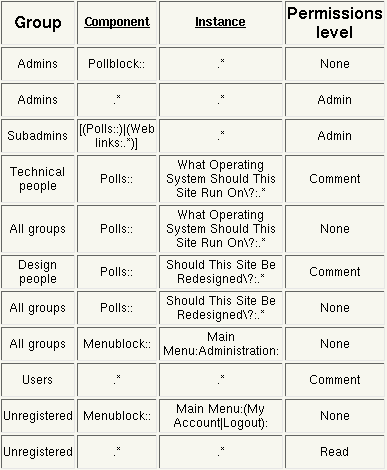 Group Component Instance Permissions level
Admins Pollblock:: .* None
Admins .* .* Admin
Subadmins [(Polls::)|(Web links:.*)] .* Admin
Technical people Polls:: What Operating System Should This Site Run On\?:.* Comment
All groups Polls:: What Operating System Should This Site Run On\?:.* None
Design people Polls:: Should This Site Be Redesigned\?:.* Comment
All groups Polls:: Should This Site Be Redesigned\?:.* None
All groups Menublock:: Main Menu:Administration: None
Users .* .* Comment
Unregistered Menublock:: Main Menu:(My Account|Logout): None
Unregistered .* .* Read